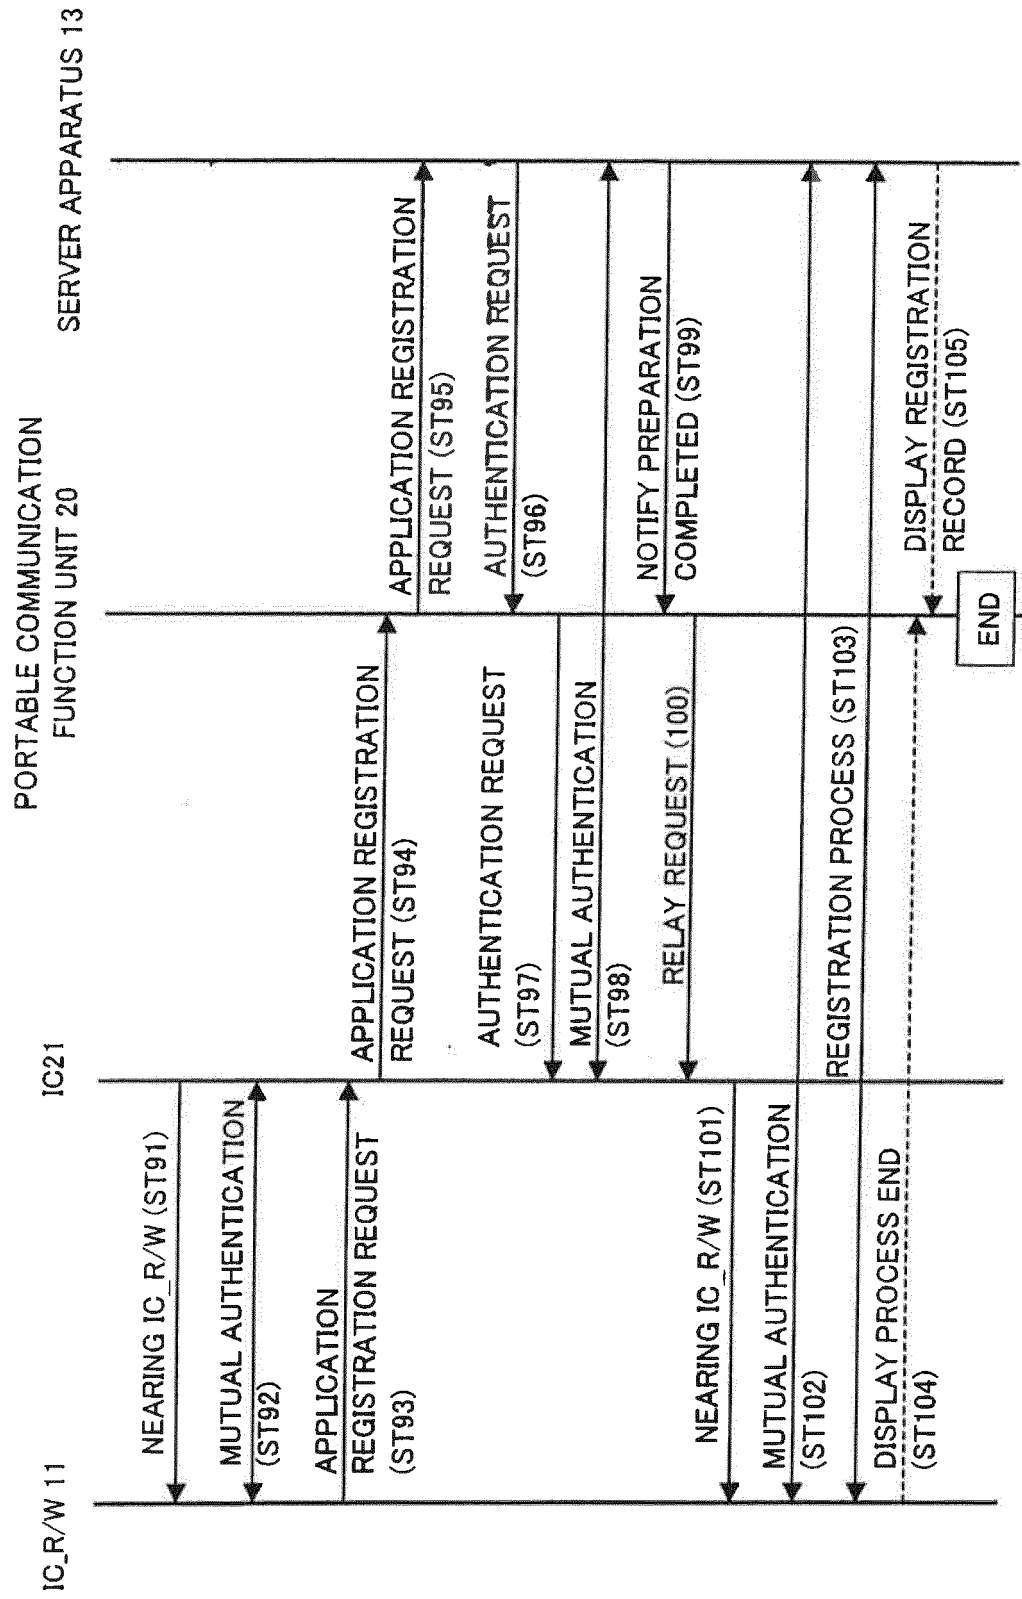 IC_R/W 11
IC21
PORTABLE COMMUNICATION
FUNCTION UNIT 20
SERVER APPARATUS 13
NEARING IC_R/W (ST91)
MUTUAL AUTHENTICATION
(ST92)
APPLICATION
REGISTRATION REQUEST
(ST93)
APPLICATION REGISTRATION
REQUEST (ST94)
APPLICATION REGISTRATION
REQUEST (ST95)
AUTHENTICATION REQUEST
(ST96)
AUTHENTICATION REQUEST
(ST97)
MUTUAL AUTHENTICATION
(ST98)
NOTIFY PREPARATION
COMPLETED (ST99)
RELAY REQUEST (100)
NEARING IC_R/W (ST101)
MUTUAL AUTHENTICATION
(ST102)
REGISTRATION PROCESS (ST103)
DISPLAY PROCESS END
(ST104)
DISPLAY REGISTRATION
RECORD (ST105)
END